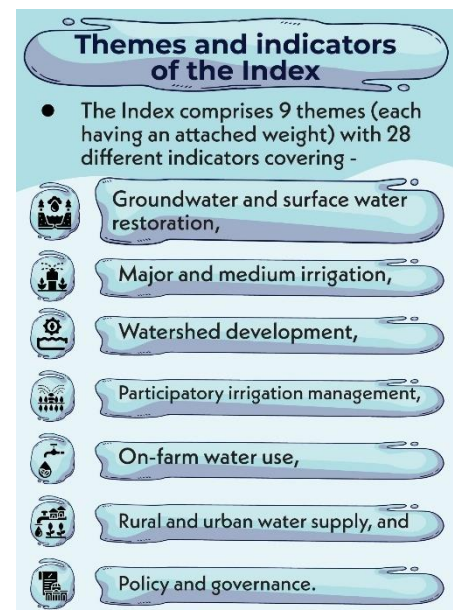 Themes and indicators
of the Index
● The Index comprises 9 themes (each
having an attached weight) with 28
different indicators covering -
Groundwater and surface water
restoration,
Major and medium irrigation,
Watershed development,
Participatory irrigation management,
On-farm water use,
Rural and urban water supply, and
Policy and governance.